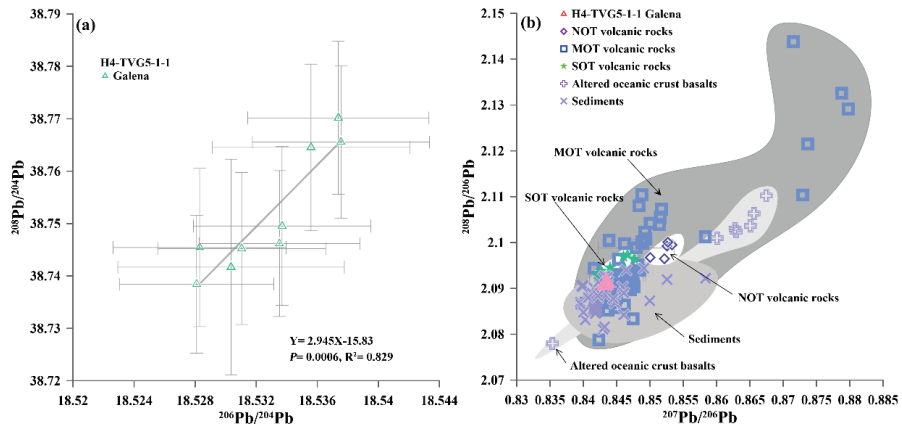 (a)
38.79
38.78
38.77
38.76
38.75
38.74
38.73
38.72
²⁰⁸Pb/²⁰⁴Pb
H4-TVG5-1-1
Galena
Y= 2.945X-15.83
P= 0.0006, R²= 0.829
18.52 18.528 18.536 18.54 18.544
²⁰⁶Pb/²⁰⁴Pb
(b)
2.15
2.14
2.13
2.12
2.11
2.1
2.09
2.08
2.07
²⁰⁸Pb/²⁰⁶Pb
H4-TVG5-1-1 Galena
NOT volcanic rocks
MOT volcanic rocks
SOT volcanic rocks
Altered oceanic crust basalts
Sediments
MOT volcanic rocks
SOT volcanic rocks
NOT volcanic rocks
Sediments
Altered oceanic crust basalts
0.83 0.835 0.84 0.845 0.85 0.855 0.86 0.865 0.87 0.875 0.88 0.885
²⁰⁷Pb/²⁰⁶Pb